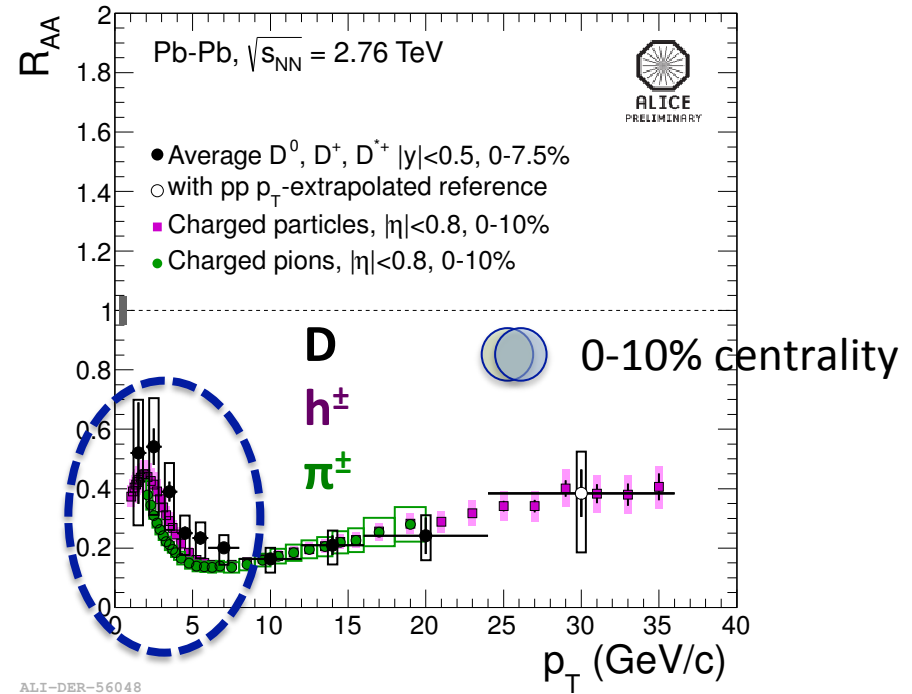 R_AA
2
1.8
1.6
1.4
1.2
1
0.8
0.6
0.4
0.2
0
Pb-Pb, √s_NN = 2.76 TeV
ALICE
PRELIMINARY
Average D^0, D^+, D^*+ |y|<0.5, 0-7.5%
with pp p_T-extrapolated reference
Charged particles, |η|<0.8, 0-10%
Charged pions, |η|<0.8, 0-10%
D
h±
π±
0-10% centrality
0 5 10 15 20 25 30 35 40
p_T (GeV/c)
ALI-DER-56048